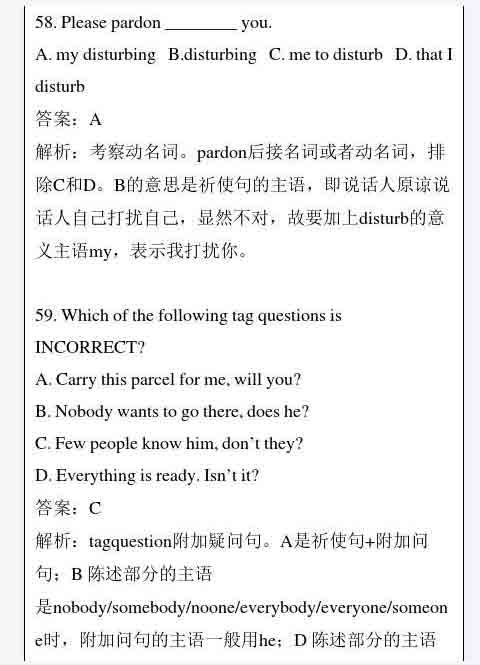 58. Please pardon ________ you.
A. my disturbing   B.disturbing   C. me to disturb   D. that I
disturb
答案：A
解析：考察动名词。pardon后接名词或者动名词，排
除C和D。B的意思是祈使句的主语，即说话人原谅说
话人自己打扰自己，显然不对，故要加上disturb的意
义主语my，表示我打扰你。
59. Which of the following tag questions is
INCORRECT?
A. Carry this parcel for me, will you?
B. Nobody wants to go there, does he?
C. Few people know him, don’t they?
D. Everything is ready. Isn’t it?
答案：C
解析：tagquestion附加疑问句。A是祈使句+附加问
句；B 陈述部分的主语
是nobody/somebody/noone/everybody/everyone/someon
e时，附加问句的主语一般用he；D 陈述部分的主语